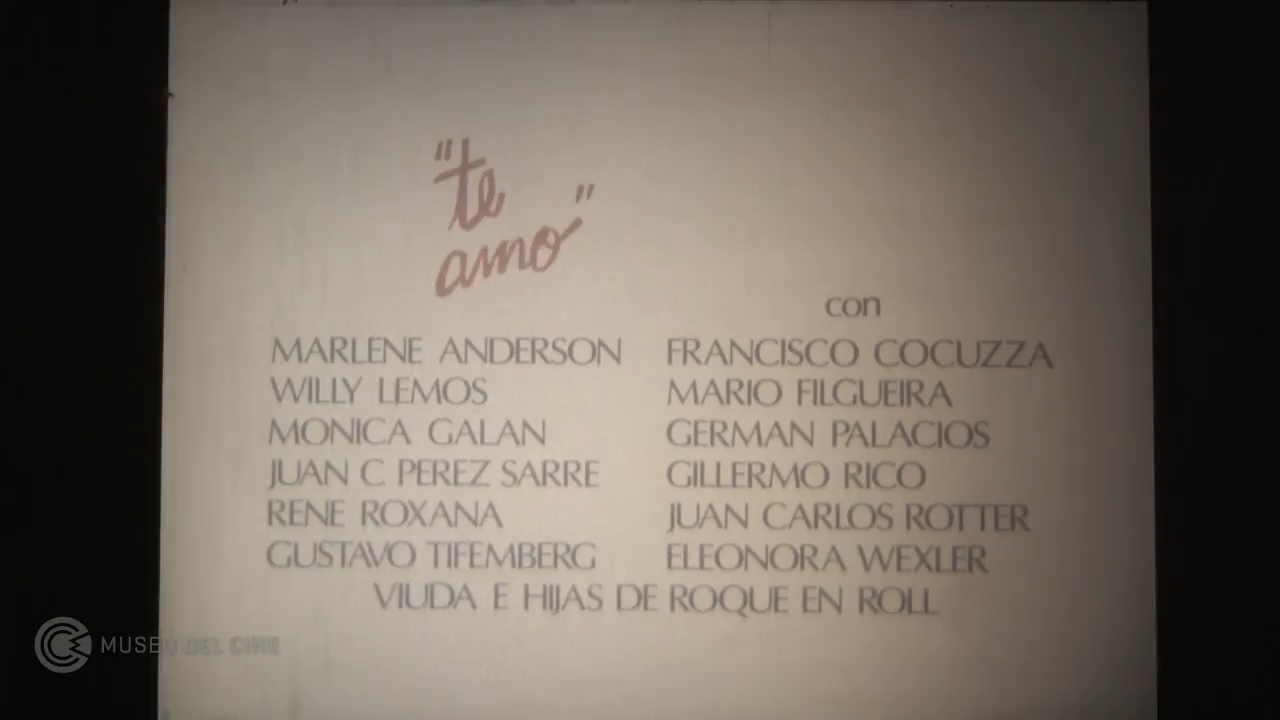 "te
amo"
con
MARLENE ANDERSON FRANCISCO COCUZZA
WILLY LEMOS MARIO FILGUEIRA
MONICA GALAN GERMAN PALACIOS
JUAN C PEREZ SARRE GILLERMO RICO
RENE ROXANA JUAN CARLOS ROTTER
GUSTAVO TIFEMBERG ELEONORA WEXLER
VIUDA E HIJAS DE ROQUE EN ROLL
MUSEO DEL CINE